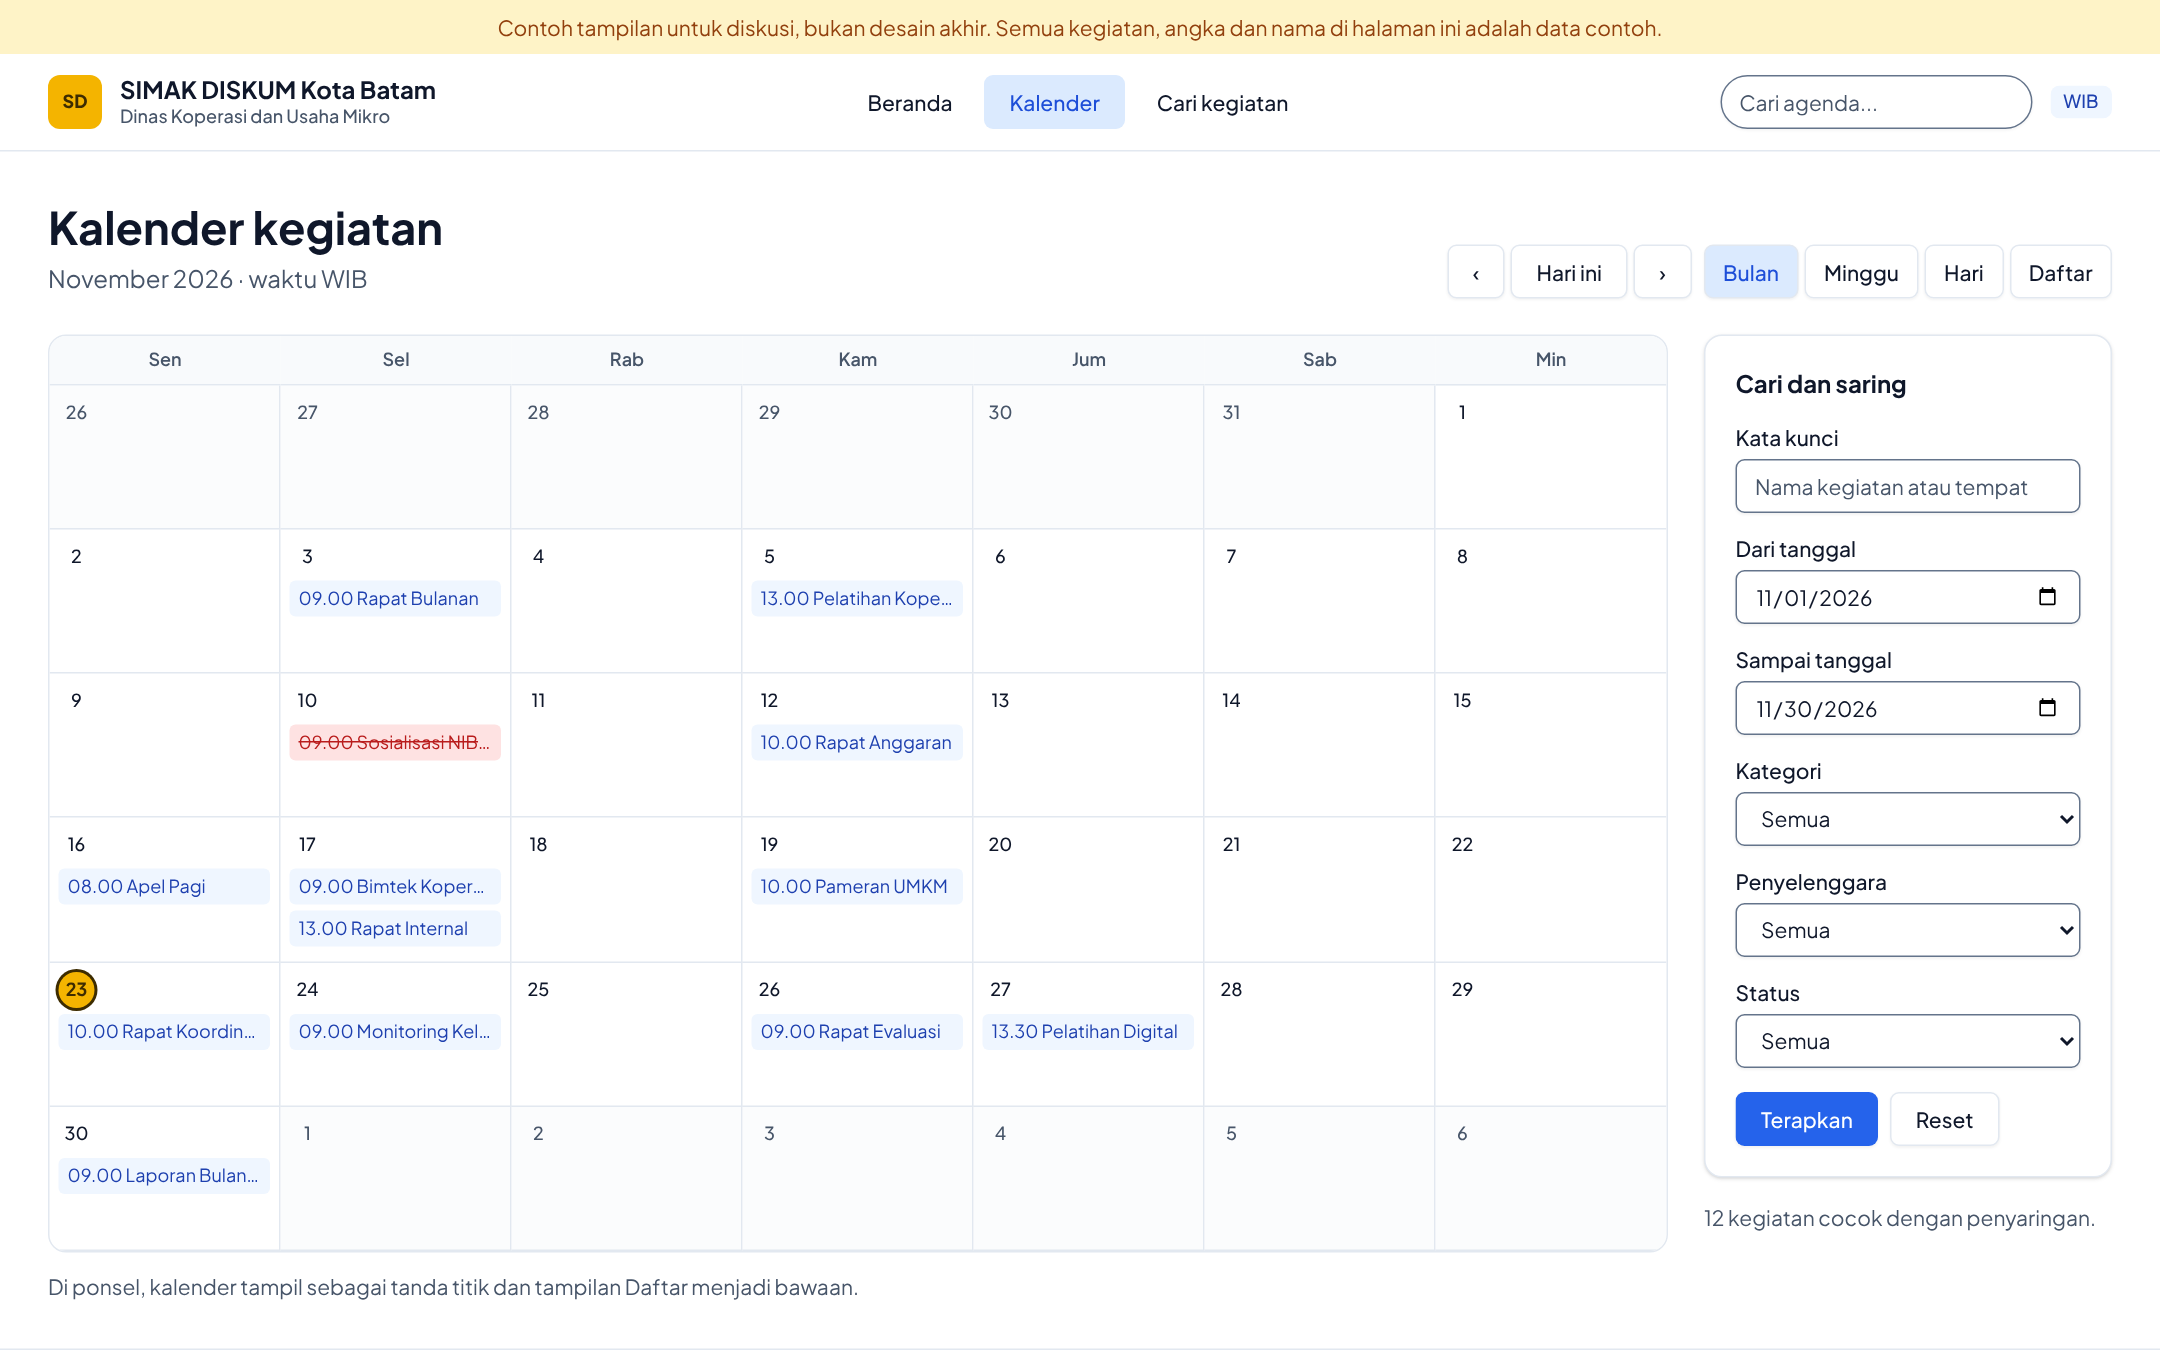 Contoh tampilan untuk diskusi, bukan desain akhir. Semua kegiatan, angka dan nama di halaman ini adalah data contoh.
SD
SIMAK DISKUM Kota Batam
Dinas Koperasi dan Usaha Mikro
Beranda
Kalender
Cari kegiatan
Cari agenda...
WIB
Kalender kegiatan
November 2026 · waktu WIB
‹
Hari ini
›
Bulan
Minggu
Hari
Daftar
Sen Sel Rab Kam Jum Sab Min
26 27 28 29 30 31 1
2 3 4 5 6 7 8
09.00 Rapat Bulanan
13.00 Pelatihan Kope...
9 10 11 12 13 14 15
09.00 Sosialisasi NIB...
10.00 Rapat Anggaran
16 17 18 19 20 21 22
08.00 Apel Pagi
09.00 Bimtek Koper...
10.00 Pameran UMKM
13.00 Rapat Internal
23 24 25 26 27 28 29
10.00 Rapat Koordin...
09.00 Monitoring Kel...
09.00 Rapat Evaluasi
13.30 Pelatihan Digital
30 1 2 3 4 5 6
09.00 Laporan Bulan...
Di ponsel, kalender tampil sebagai tanda titik dan tampilan Daftar menjadi bawaan.
Cari dan saring
Kata kunci
Nama kegiatan atau tempat
Dari tanggal
11/01/2026
Sampai tanggal
11/30/2026
Kategori
Semua
Penyelenggara
Semua
Status
Semua
Terapkan
Reset
12 kegiatan cocok dengan penyaringan.